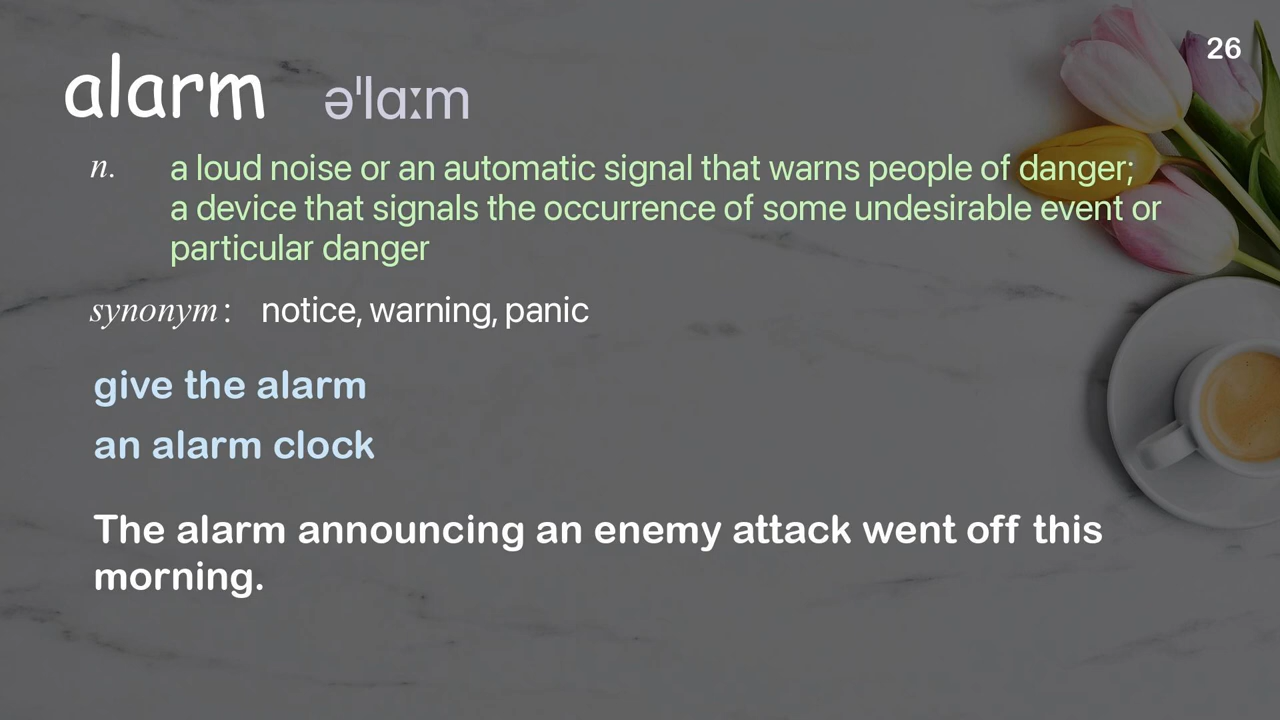 26
alarm əˈlɑːm
n. a loud noise or an automatic signal that warns people of danger;
a device that signals the occurrence of some undesirable event or
particular danger
synonym: notice, warning, panic
give the alarm
an alarm clock
The alarm announcing an enemy attack went off this
morning.